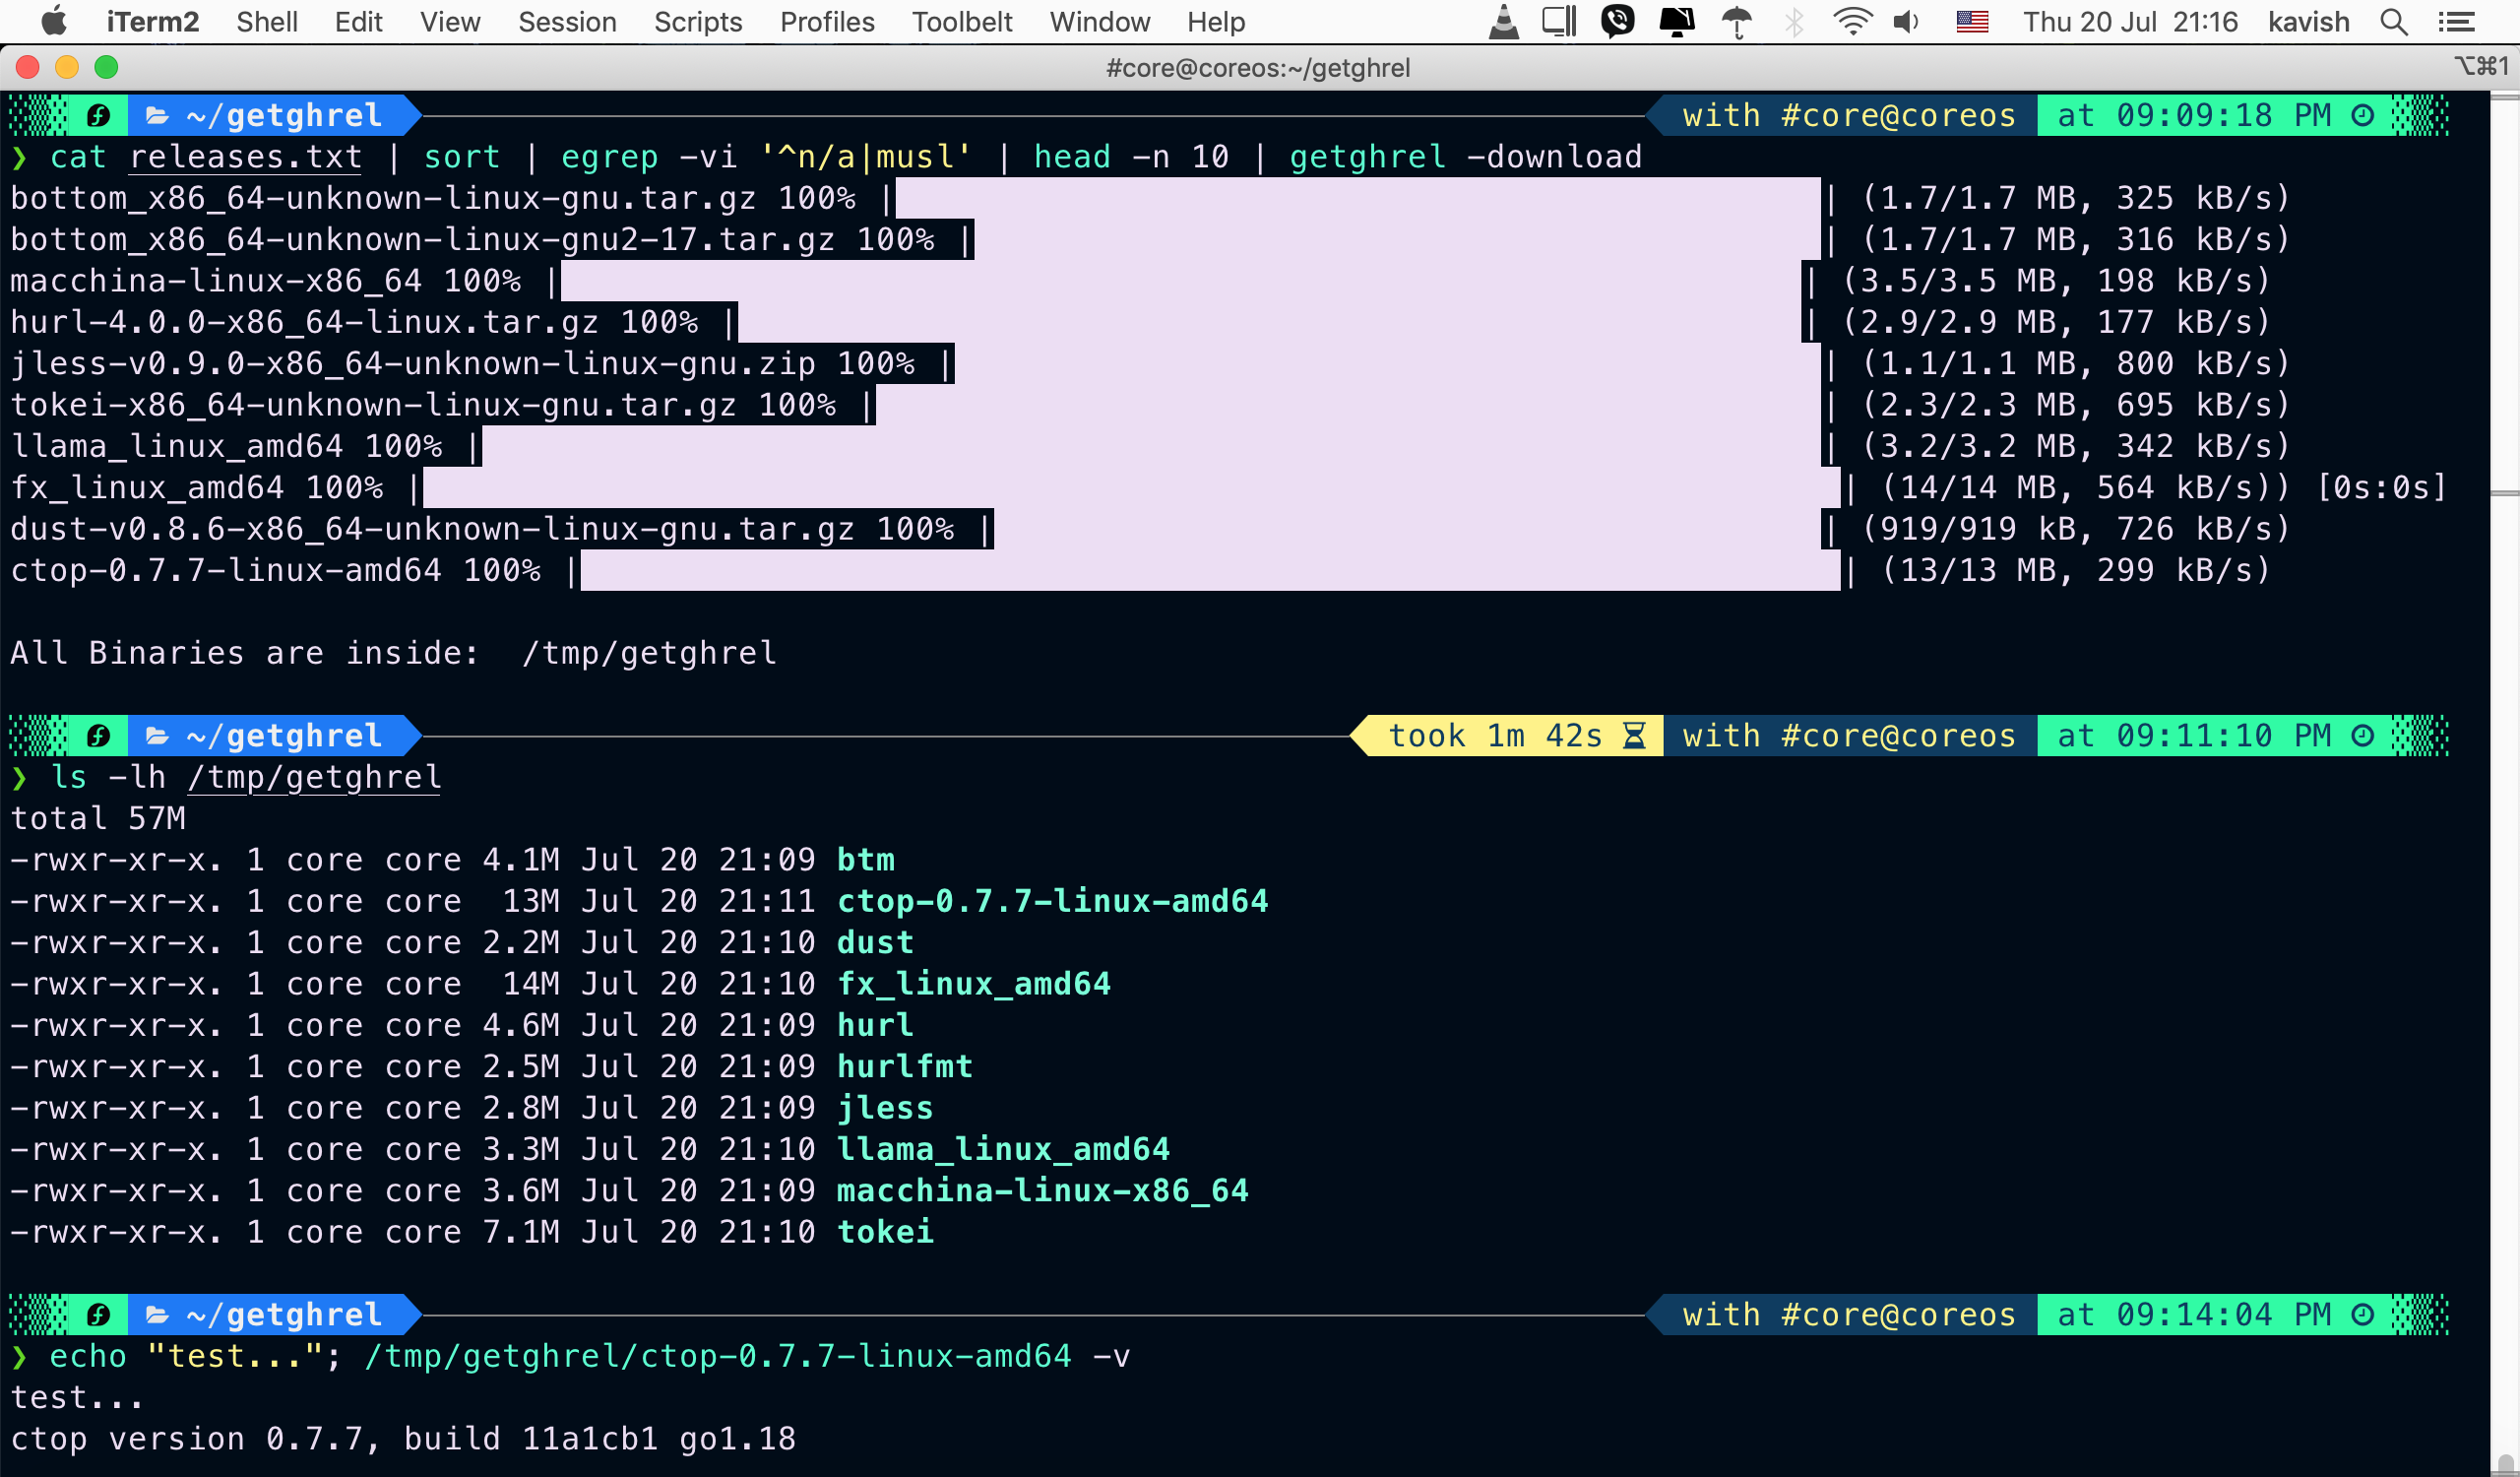 iTerm2 Shell Edit View Session Scripts Profiles Toolbelt Window Help Thu 20 Jul 21:16 kavish
#core@coreos:~/getghrel ⌥⌘1
~/getghrel with #core@coreos at 09:09:18 PM
❯ cat releases.txt | sort | egrep -vi '^n/a|musl' | head -n 10 | getghrel -download
bottom_x86_64-unknown-linux-gnu.tar.gz 100% | | (1.7/1.7 MB, 325 kB/s)
bottom_x86_64-unknown-linux-gnu2-17.tar.gz 100% | | (1.7/1.7 MB, 316 kB/s)
macchina-linux-x86_64 100% | | (3.5/3.5 MB, 198 kB/s)
hurl-4.0.0-x86_64-linux.tar.gz 100% | | (2.9/2.9 MB, 177 kB/s)
jless-v0.9.0-x86_64-unknown-linux-gnu.zip 100% | | (1.1/1.1 MB, 800 kB/s)
tokei-x86_64-unknown-linux-gnu.tar.gz 100% | | (2.3/2.3 MB, 695 kB/s)
llama_linux_amd64 100% | | (3.2/3.2 MB, 342 kB/s)
fx_linux_amd64 100% | | (14/14 MB, 564 kB/s)) [0s:0s]
dust-v0.8.6-x86_64-unknown-linux-gnu.tar.gz 100% | | (919/919 kB, 726 kB/s)
ctop-0.7.7-linux-amd64 100% | | (13/13 MB, 299 kB/s)
All Binaries are inside:  /tmp/getghrel
~/getghrel took 1m 42s with #core@coreos at 09:11:10 PM
❯ ls -lh /tmp/getghrel
total 57M
-rwxr-xr-x. 1 core core 4.1M Jul 20 21:09 btm
-rwxr-xr-x. 1 core core  13M Jul 20 21:11 ctop-0.7.7-linux-amd64
-rwxr-xr-x. 1 core core 2.2M Jul 20 21:10 dust
-rwxr-xr-x. 1 core core  14M Jul 20 21:10 fx_linux_amd64
-rwxr-xr-x. 1 core core 4.6M Jul 20 21:09 hurl
-rwxr-xr-x. 1 core core 2.5M Jul 20 21:09 hurlfmt
-rwxr-xr-x. 1 core core 2.8M Jul 20 21:09 jless
-rwxr-xr-x. 1 core core 3.3M Jul 20 21:10 llama_linux_amd64
-rwxr-xr-x. 1 core core 3.6M Jul 20 21:09 macchina-linux-x86_64
-rwxr-xr-x. 1 core core 7.1M Jul 20 21:10 tokei
~/getghrel with #core@coreos at 09:14:04 PM
❯ echo "test..."; /tmp/getghrel/ctop-0.7.7-linux-amd64 -v
test...
ctop version 0.7.7, build 11a1cb1 go1.18